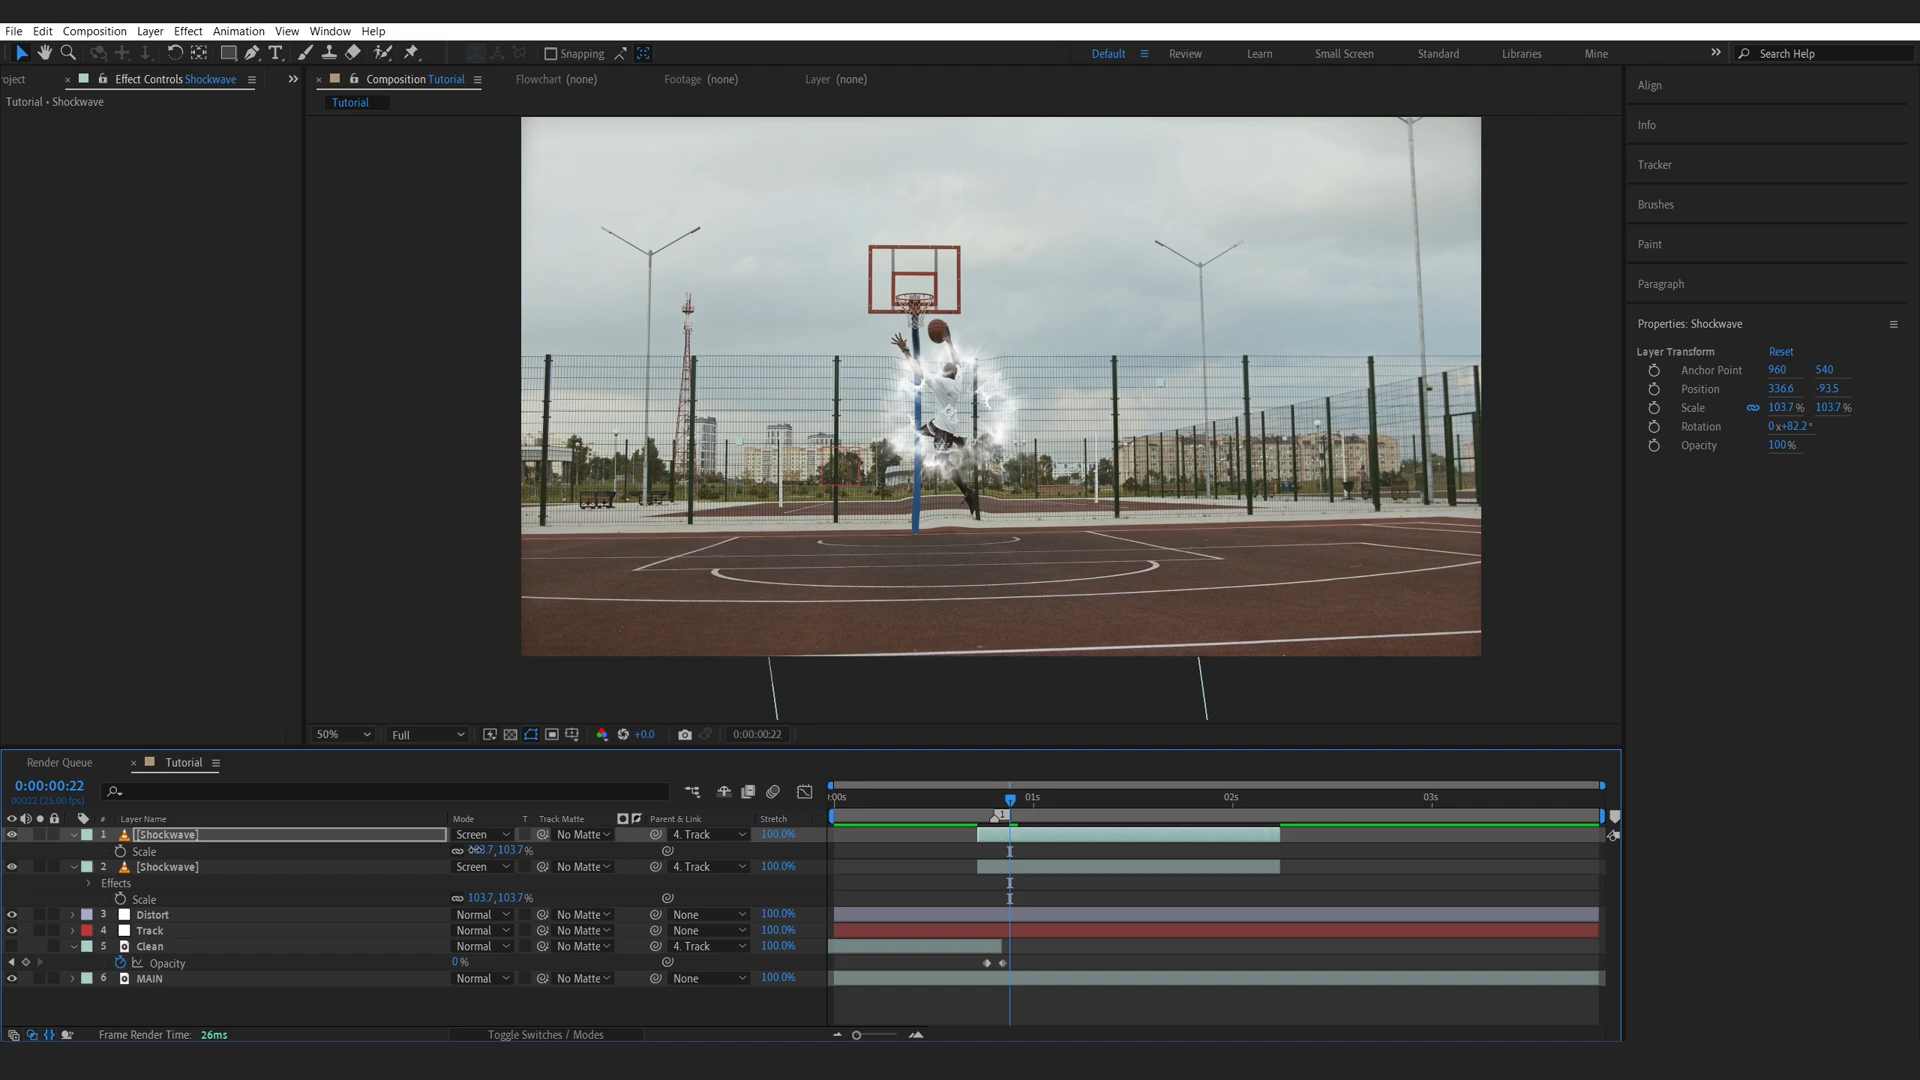 File Edit Composition Layer Effect Animation View Window Help
Snapping Default Review Learn Small Screen Standard Libraries Mine Search Help
oject Effect Controls Shockwave Composition Tutorial Flowchart (none) Footage (none) Layer (none)
Tutorial • Shockwave
Tutorial
Align
Info
Tracker
Brushes
Paint
Paragraph
Properties: Shockwave
Layer Transform Reset
Anchor Point 960 540
Position 336.6 -93.5
Scale 103.7% 103.7%
Rotation 0x+82.2°
Opacity 100%
50% Full +0.0 0:00:00:22
Render Queue Tutorial
0:00:00:22
00022 (25.00 fps)
:00s 01s 02s 03s
# Layer Name Mode T Track Matte Parent & Link Stretch
1
1 [Shockwave] Screen No Matte 4. Track 100.0%
Scale 103.7%
2 [Shockwave] Screen No Matte 4. Track 100.0%
Effects
Scale 103.7,103.7%
3 Distort Normal No Matte None 100.0%
4 Track Normal No Matte None 100.0%
5 Clean Normal No Matte 4. Track 100.0%
Opacity 0%
6 MAIN Normal No Matte None 100.0%
Frame Render Time: 26ms Toggle Switches / Modes